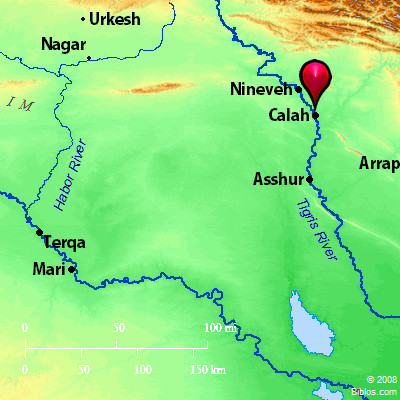 Urkesh
Nagar
Nineveh
Calah
I M
Habor River
Arrap
Asshur
Tigris River
Terqa
Mari
0 50 100 mi
0 50 100 150 km
© 2008
Biblos.com